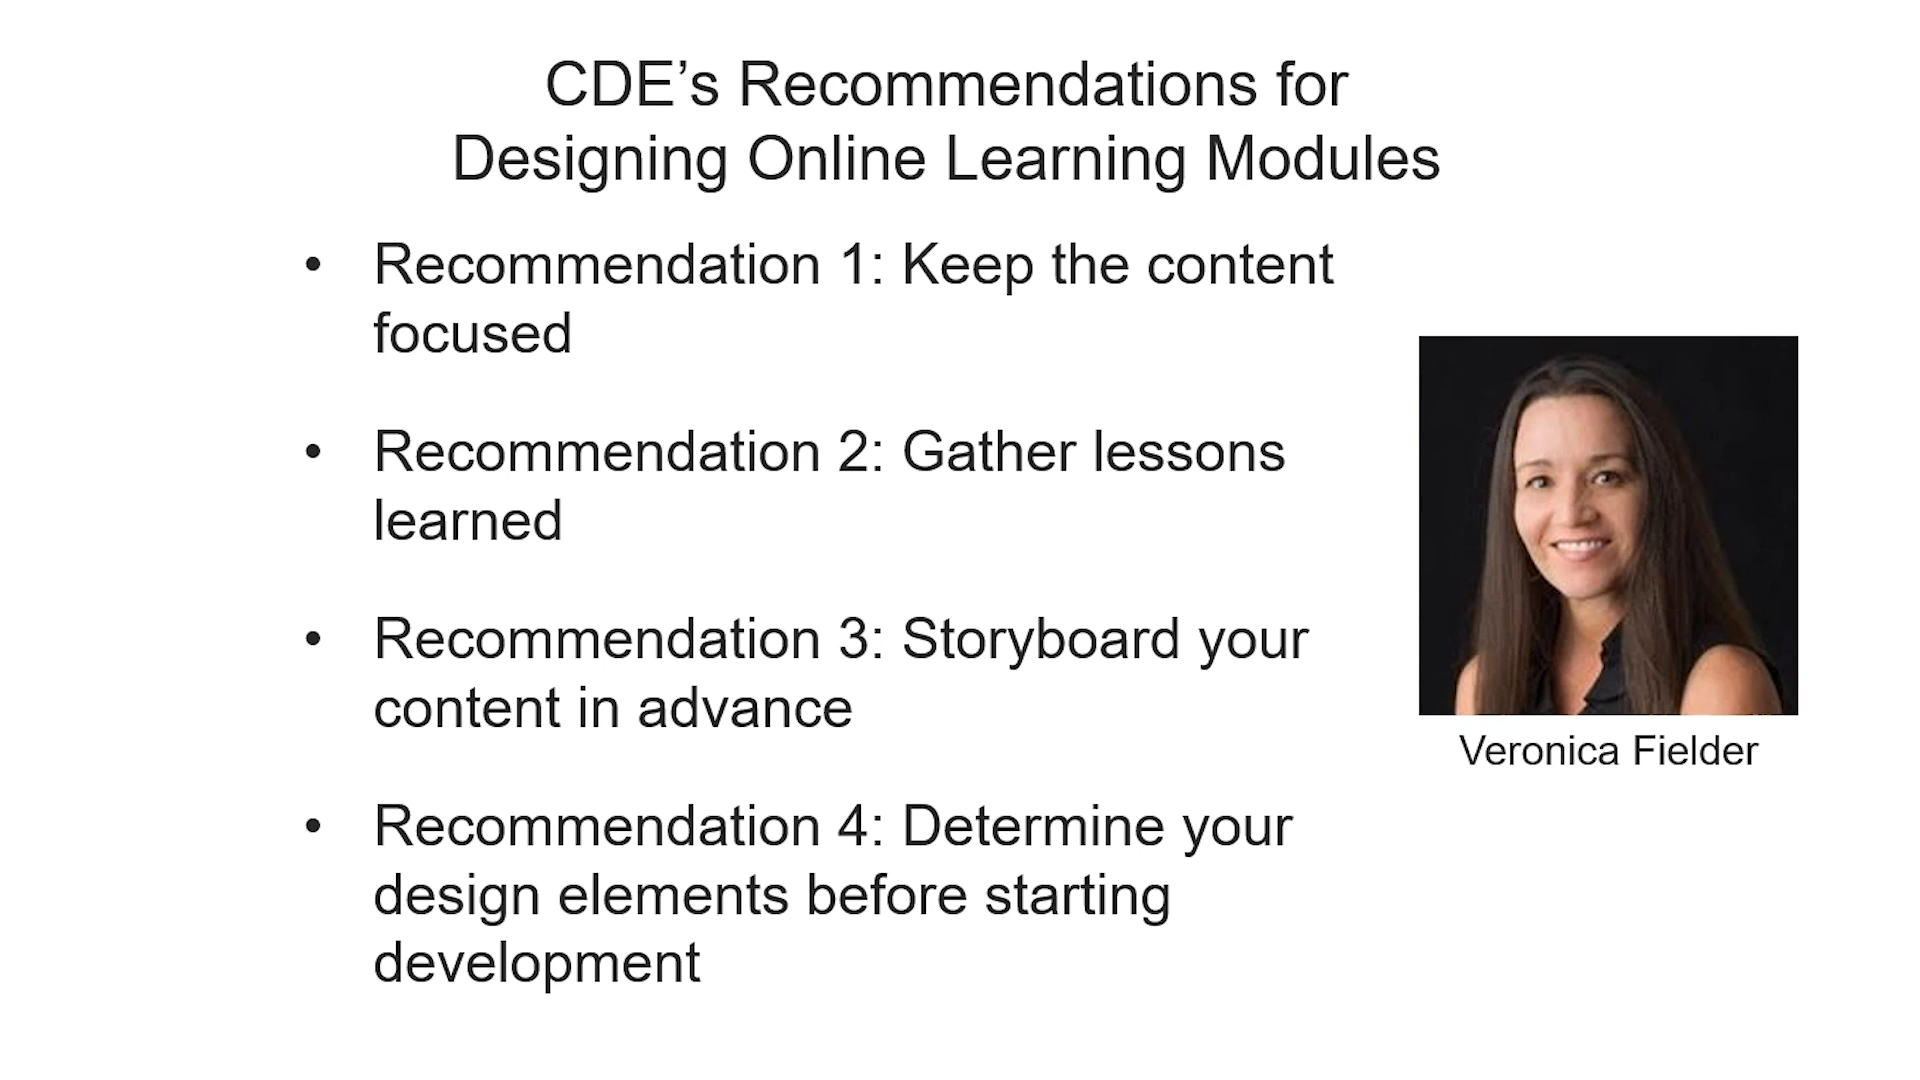 CDE’s Recommendations for
Designing Online Learning Modules
• Recommendation 1: Keep the content
focused
• Recommendation 2: Gather lessons
learned
• Recommendation 3: Storyboard your
content in advance
• Recommendation 4: Determine your
design elements before starting
development
Veronica Fielder